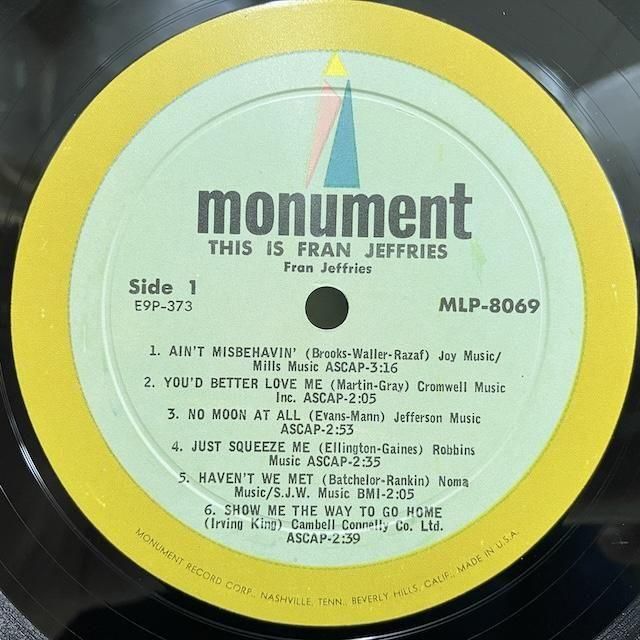 monument
THIS IS FRAN JEFFRIES
Fran Jeffries
Side 1
E9P-373
MLP-8069
1. AIN'T MISBEHAVIN' (Brooks-Waller-Razaf) Joy Music/
Mills Music ASCAP-3:16
2. YOU'D BETTER LOVE ME (Martin-Gray) Cromwell Music
Inc. ASCAP-2:05
3. NO MOON AT ALL (Evans-Mann) Jefferson Music
ASCAP-2:53
4. JUST SQUEEZE ME (Ellington-Gaines) Robbins
Music ASCAP-2:35
5. HAVEN'T WE MET (Batchelor-Rankin) Noma
Music/S.J.W. Music BMI-2:05
6. SHOW ME THE WAY TO GO HOME
(Irving King) Cambell Connelly Co. Ltd.
ASCAP-2:39
MONUMENT RECORD CORP., NASHVILLE, TENN., BEVERLY HILLS, CALIF., MADE IN U.S.A.